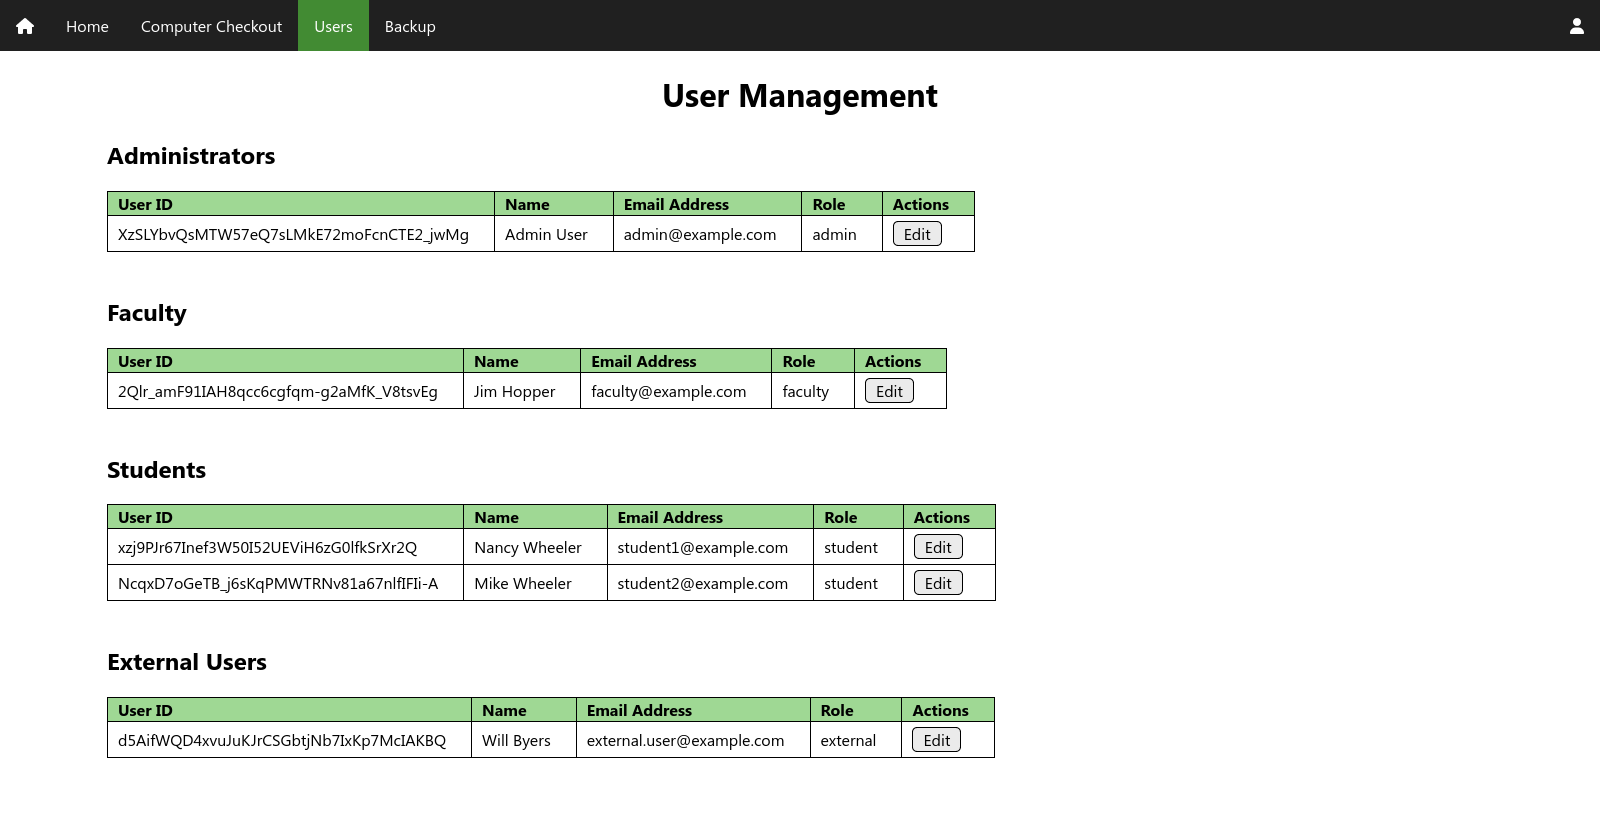 Home Computer Checkout Users Backup
User Management
Administrators
User ID Name Email Address Role Actions
XzSLYbvQsMTW57eQ7sLMkE72moFcnCTE2_jwMg Admin User admin@example.com admin Edit
Faculty
User ID Name Email Address Role Actions
2Qlr_amF91IAH8qcc6cgfqm-g2aMfK_V8tsvEg Jim Hopper faculty@example.com faculty Edit
Students
User ID Name Email Address Role Actions
xzj9PJr67Inef3W50I52UEViH6zG0lfkSrXr2Q Nancy Wheeler student1@example.com student Edit
NcqxD7oGeTB_j6sKqPMWTRNv81a67nlfIFIi-A Mike Wheeler student2@example.com student Edit
External Users
User ID Name Email Address Role Actions
d5AifWQD4xvuJuKJrCSGbtjNb7IxKp7McIAKBQ Will Byers external.user@example.com external Edit